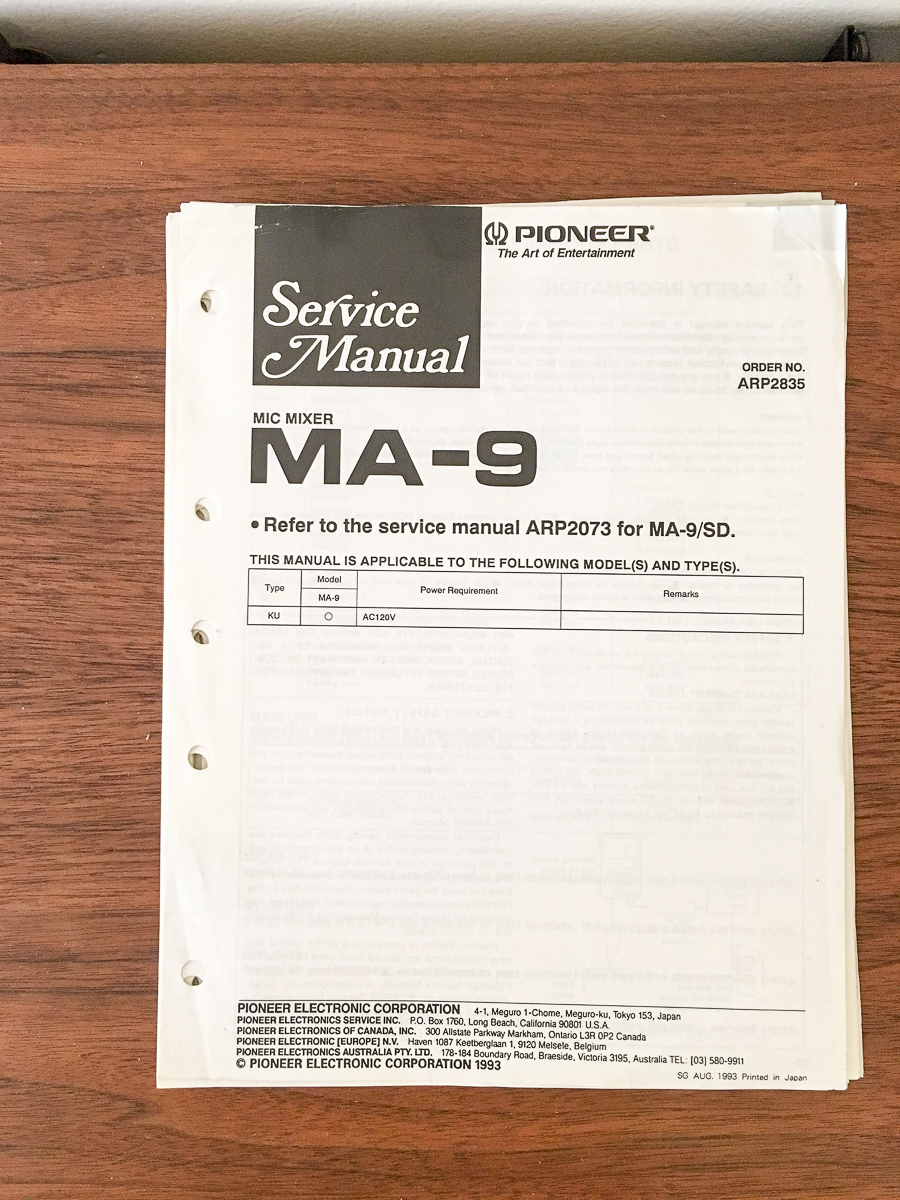 PIONEER®
The Art of Entertainment
Service
Manual
ORDER NO.
ARP2835
MIC MIXER
MA-9
• Refer to the service manual ARP2073 for MA-9/SD.
THIS MANUAL IS APPLICABLE TO THE FOLLOWING MODEL(S) AND TYPE(S).
Type Model Power Requirement Remarks
MA-9
KU ○ AC120V
PIONEER ELECTRONIC CORPORATION 4-1, Meguro 1-Chome, Meguro-ku, Tokyo 153, Japan
PIONEER ELECTRONICS SERVICE INC. P.O. Box 1760, Long Beach, California 90801 U.S.A.
PIONEER ELECTRONICS OF CANADA, INC. 300 Allstate Parkway Markham, Ontario L3R 0P2 Canada
PIONEER ELECTRONIC [EUROPE] N.V. Haven 1087 Keetberglaan 1, 9120 Melsele, Belgium
PIONEER ELECTRONICS AUSTRALIA PTY. LTD. 178-184 Boundary Road, Braeside, Victoria 3195, Australia TEL: [03] 580-9911
© PIONEER ELECTRONIC CORPORATION 1993
SG AUG. 1993 Printed in Japan